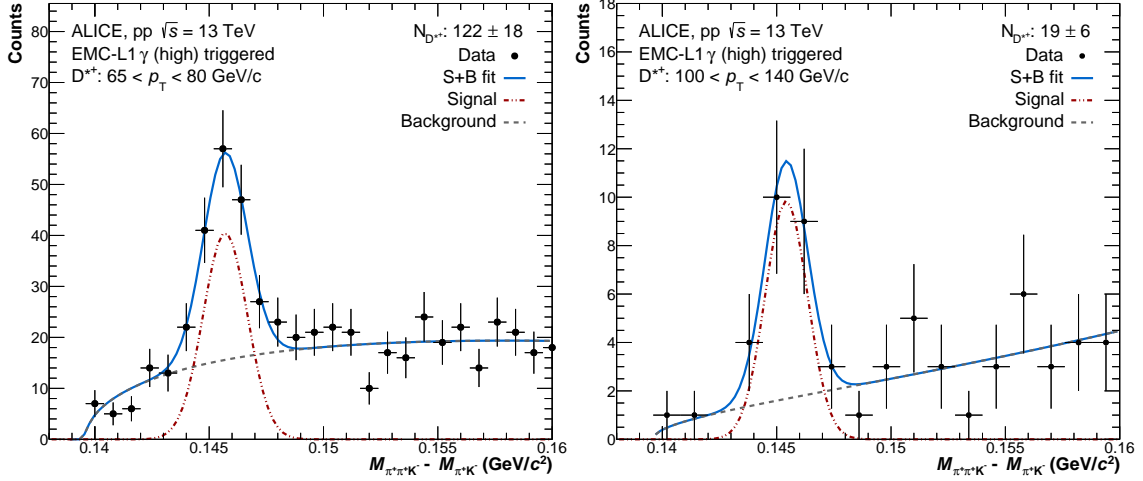 Counts
ALICE, pp √s = 13 TeV
EMC-L1 γ (high) triggered
D*+: 65 < pT < 80 GeV/c
ND*+: 122 ± 18
Data
S+B fit
Signal
Background
80
70
60
50
40
30
20
10
0
0.14 0.145 0.15 0.155 0.16
Mπ+π+K- - Mπ+K- (GeV/c²)
Counts
ALICE, pp √s = 13 TeV
EMC-L1 γ (high) triggered
D*+: 100 < pT < 140 GeV/c
ND*+: 19 ± 6
Data
S+B fit
Signal
Background
18
16
14
12
10
8
6
4
2
0
0.14 0.145 0.15 0.155 0.16
Mπ+π+K- - Mπ+K- (GeV/c²)